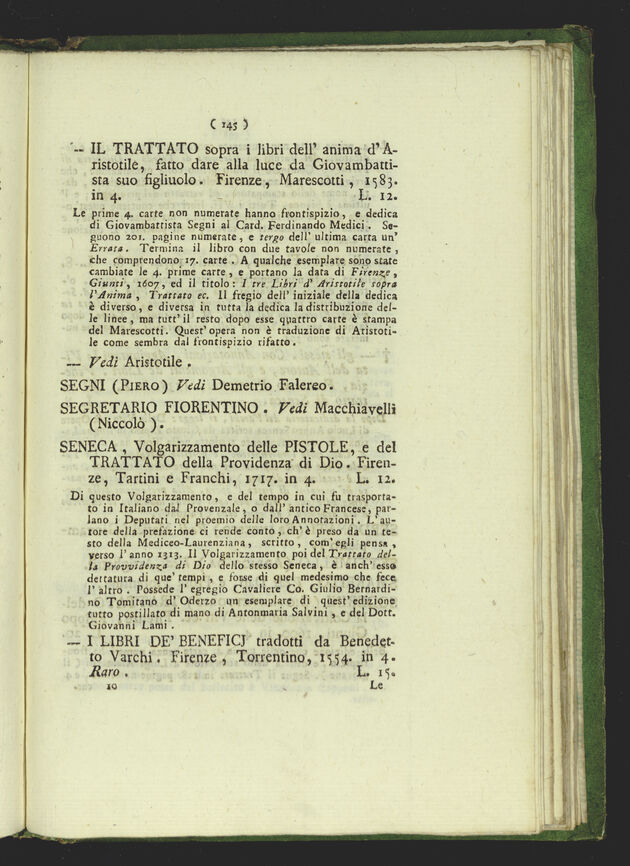 ( 145 )
— IL TRATTATO sopra i libri dell' anima d' A-
ristotile, fatto dare alla luce da Giovambatti-
sta suo figliuolo. Firenze, Marescotti, 1583.
in 4. L. 12.
Le prime 4. carte non numerate hanno frontispizio, e dedica
di Giovambattista Segni al Card. Ferdinando Medici. Se-
guono 201. pagine numerate, e tergo dell' ultima carta un'
Errata. Termina il libro con due tavole non numerate,
che comprendono 17. carte. A qualche esemplare sono state
cambiate le 4. prime carte, e portano la data di Firenze,
Giunti, 1607, ed il titolo: I tre Libri d' Aristotile sopra
l'Anima, Trattato ec. Il fregio dell' iniziale della dedica
è diverso, e diversa in tutta la dedica la distribuzione del-
le linee, ma tutt' il resto dopo esse quattro carte è stampa
del Marescotti. Quest' opera non è traduzione di Aristoti-
le come sembra dal frontispizio rifatto.
— Vedi Aristotile.
SEGNI (PIERO) Vedi Demetrio Falereo.
SEGRETARIO FIORENTINO. Vedi Macchiavelli
(Niccolò).
SENECA, Volgarizzamento delle PISTOLE, e del
TRATTATO della Providenza di Dio. Firen-
ze, Tartini e Franchi, 1717. in 4. L. 12.
Di questo Volgarizzamento, e del tempo in cui fu trasporta-
to in Italiano dal Provenzale, o dall' antico Francese, par-
lano i Deputati nel proemio delle loro Annotazioni. L' au-
tore della prefazione ci rende conto, ch' è preso da un te-
sto della Mediceo-Laurenziana, scritto, com' egli pensa,
verso l' anno 1313. Il Volgarizzamento poi del Trattato del-
la Provvidenza di Dio dello stesso Seneca, è anch' esso
dettatura di que' tempi, e fosse di quel medesimo che fece
l' altro. Possede l' egregio Cavaliere Co. Giulio Bernardi-
no Tomitano d' Oderzo un esemplare di quest' edizione
tutto postillato di mano di Antonmaria Salvini, e del Dott.
Giovanni Lami.
— I LIBRI DE' BENEFICJ tradotti da Benedet-
to Varchi. Firenze, Torrentino, 1554. in 4.
Raro. L. 15.
10 Le